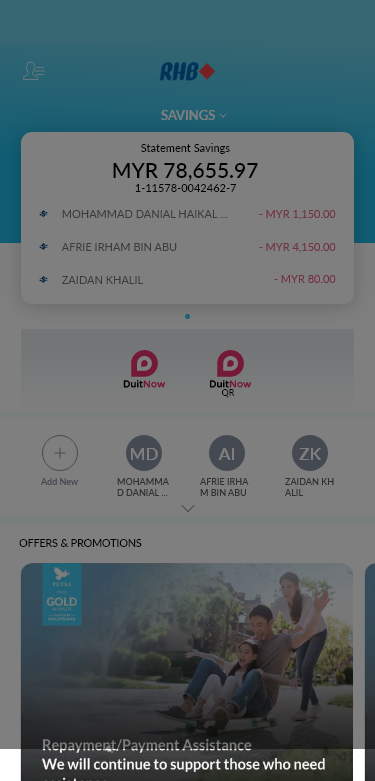 RHB
SAVINGS
Statement Savings
MYR 78,655.97
1-11578-0042462-7
MOHAMMAD DANIAL HAIKAL ... - MYR 1,150.00
AFRIE IRHAM BIN ABU - MYR 4,150.00
ZAIDAN KHALIL - MYR 80.00
DuitNow DuitNow
QR
MD AI ZK
Add New MOHAMMA AFRIE IRHA ZAIDAN KH
D DANIAL ... M BIN ABU ALIL
OFFERS & PROMOTIONS
PUTRA
GOLD
Repayment/Payment Assistance
We will continue to support those who need